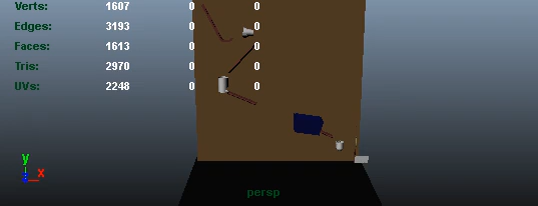 Verts: 1607 0 0
Edges: 3193 0 0
Faces: 1613 0 0
Tris: 2970 0 0
UVs: 2248 0 0
y
x
persp